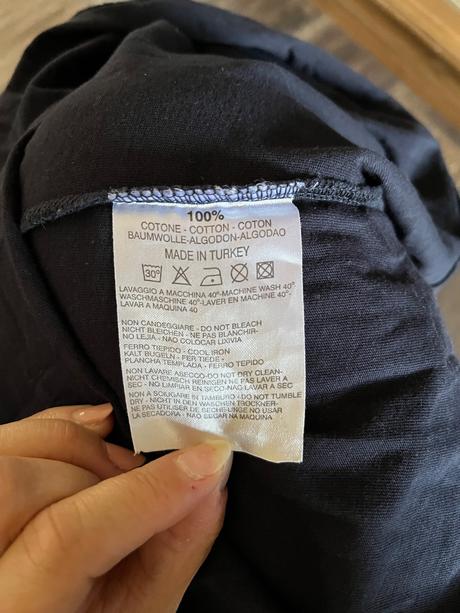 100%
COTONE - COTTON - COTON
BAUMWOLLE-ALGODON-ALGODAO
MADE IN TURKEY
30°
LAVAGGIO A MACCHINA 40°-MACHINE WASH 40°
WASCHMASCHINE 40°-LAVER EN MACHINE 40°-
LAVAR A MAQUINA 40
NON CANDEGGIARE - DO NOT BLEACH
NICHT BLEICHEN - NE PAS BLANCHIR-
NO LEJIA - NAO COLOCAR LIXIVIA
FERRO TIEPIDO - COOL IRON
KALT BUGELN - FER TIEDE -
PLANCHA TEMPLADA - FERRO TEPIDO
NON LAVARE ASECCO-DO NOT DRY CLEAN-
NICHT CHEMISCH REINIGEN NE PAS LAVER A
SEC - NO LIMPIAR EN SECO-NAO LAVER A SEC
NON A SCIUGARE IN TAMBURO-DO NOT TUMBLE
DRY - NICHT IN DEN WASCHEN TROCKNER-
NE PAS UTILISER DE SECHE-LINGE NO USAR
LA SECADORA - NAO SEGAR NA MAQUINA